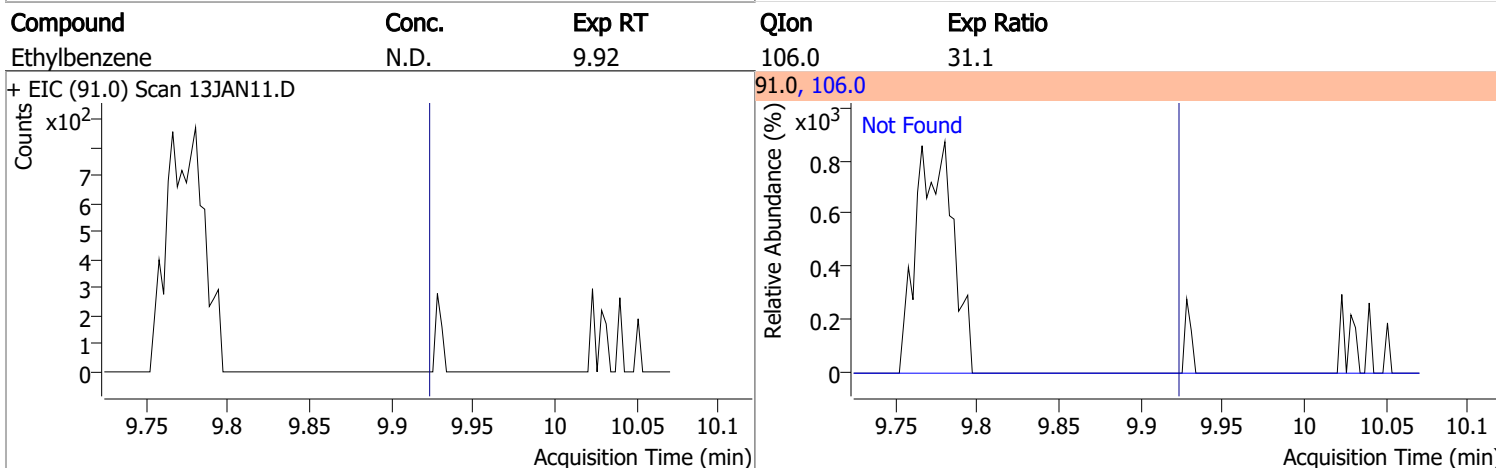 Compound Conc. Exp RT QIon Exp Ratio
Ethylbenzene N.D. 9.92 106.0 31.1
+ EIC (91.0) Scan 13JAN11.D
Counts
x10²
7
6
5
4
3
2
1
0
9.75 9.8 9.85 9.9 9.95 10 10.05 10.1
Acquisition Time (min)
91.0, 106.0
Relative Abundance (%)
x10³
Not Found
0.8
0.6
0.4
0.2
0
9.75 9.8 9.85 9.9 9.95 10 10.05 10.1
Acquisition Time (min)